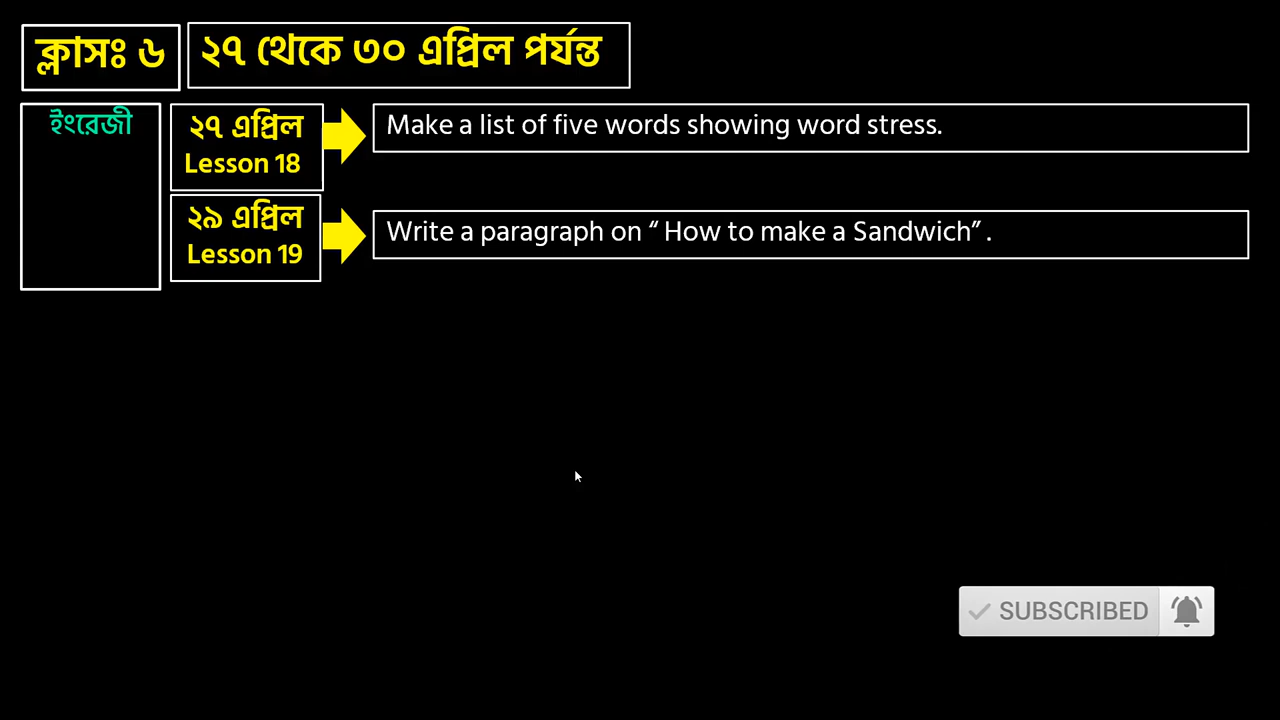 ক্লাসঃ ৬
২৭ থেকে ৩০ এপ্রিল পর্যন্ত
ইংরেজী
২৭ এপ্রিল
Lesson 18
Make a list of five words showing word stress.
২৯ এপ্রিল
Lesson 19
Write a paragraph on “ How to make a Sandwich” .
SUBSCRIBED